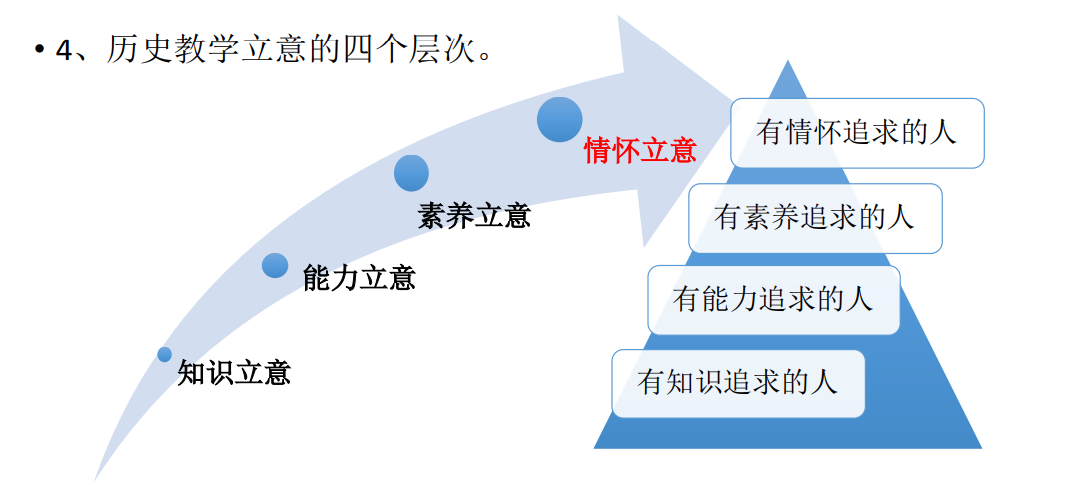 • 4、历史教学立意的四个层次。
情怀立意
素养立意
能力立意
知识立意
有情怀追求的人
有素养追求的人
有能力追求的人
有知识追求的人